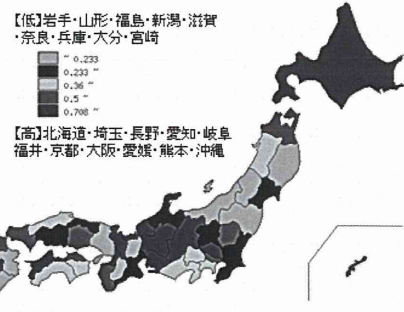 【低】岩手・山形・福島・新潟・滋賀
・奈良・兵庫・大分・宮崎
~ 0.233
0.233 ~
0.36 ~
0.5 ~
0.708 ~
【高】北海道・埼玉・長野・愛知・岐阜
福井・京都・大阪・愛媛・熊本・沖縄